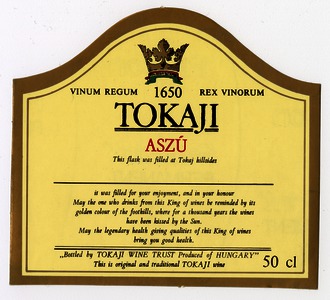 VINUM REGUM 1650 REX VINORUM
TOKAJI
ASZÚ
This flask was filled at Tokaj hillsides
it was filled for your enjoyment, and in your honour
May the one who drinks from this King of wines be reminded by its
golden colour of the foothills, where for a thousand years the wines
have been kissed by the Sun.
May the legendary health giving qualities of this King of wines
bring you good health.
„Bottled by TOKAJI WINE TRUST Produced of HUNGARY"
This is original and traditional TOKAJI wine
50 cl